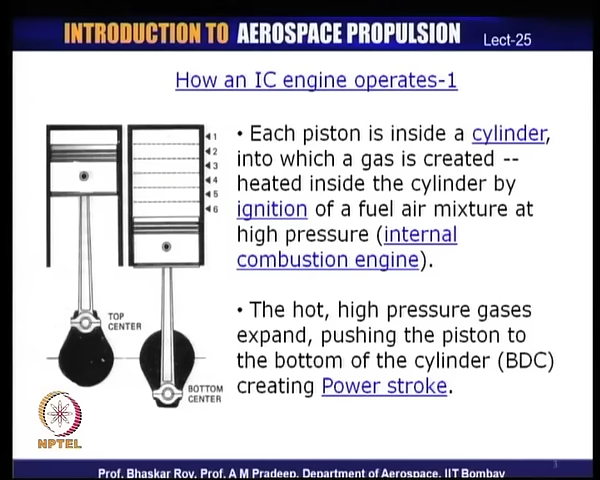 INTRODUCTION TO AEROSPACE PROPULSION Lect-25
How an IC engine operates-1
• Each piston is inside a cylinder,
into which a gas is created --
heated inside the cylinder by
ignition of a fuel air mixture at
high pressure (internal
combustion engine).
• The hot, high pressure gases
expand, pushing the piston to
the bottom of the cylinder (BDC)
creating Power stroke.
1
2
3
4
5
6
TOP
CENTER
BOTTOM
CENTER
NPTEL
3
Prof. Bhaskar Roy, Prof. A M Pradeep, Department of Aerospace, IIT Bombay